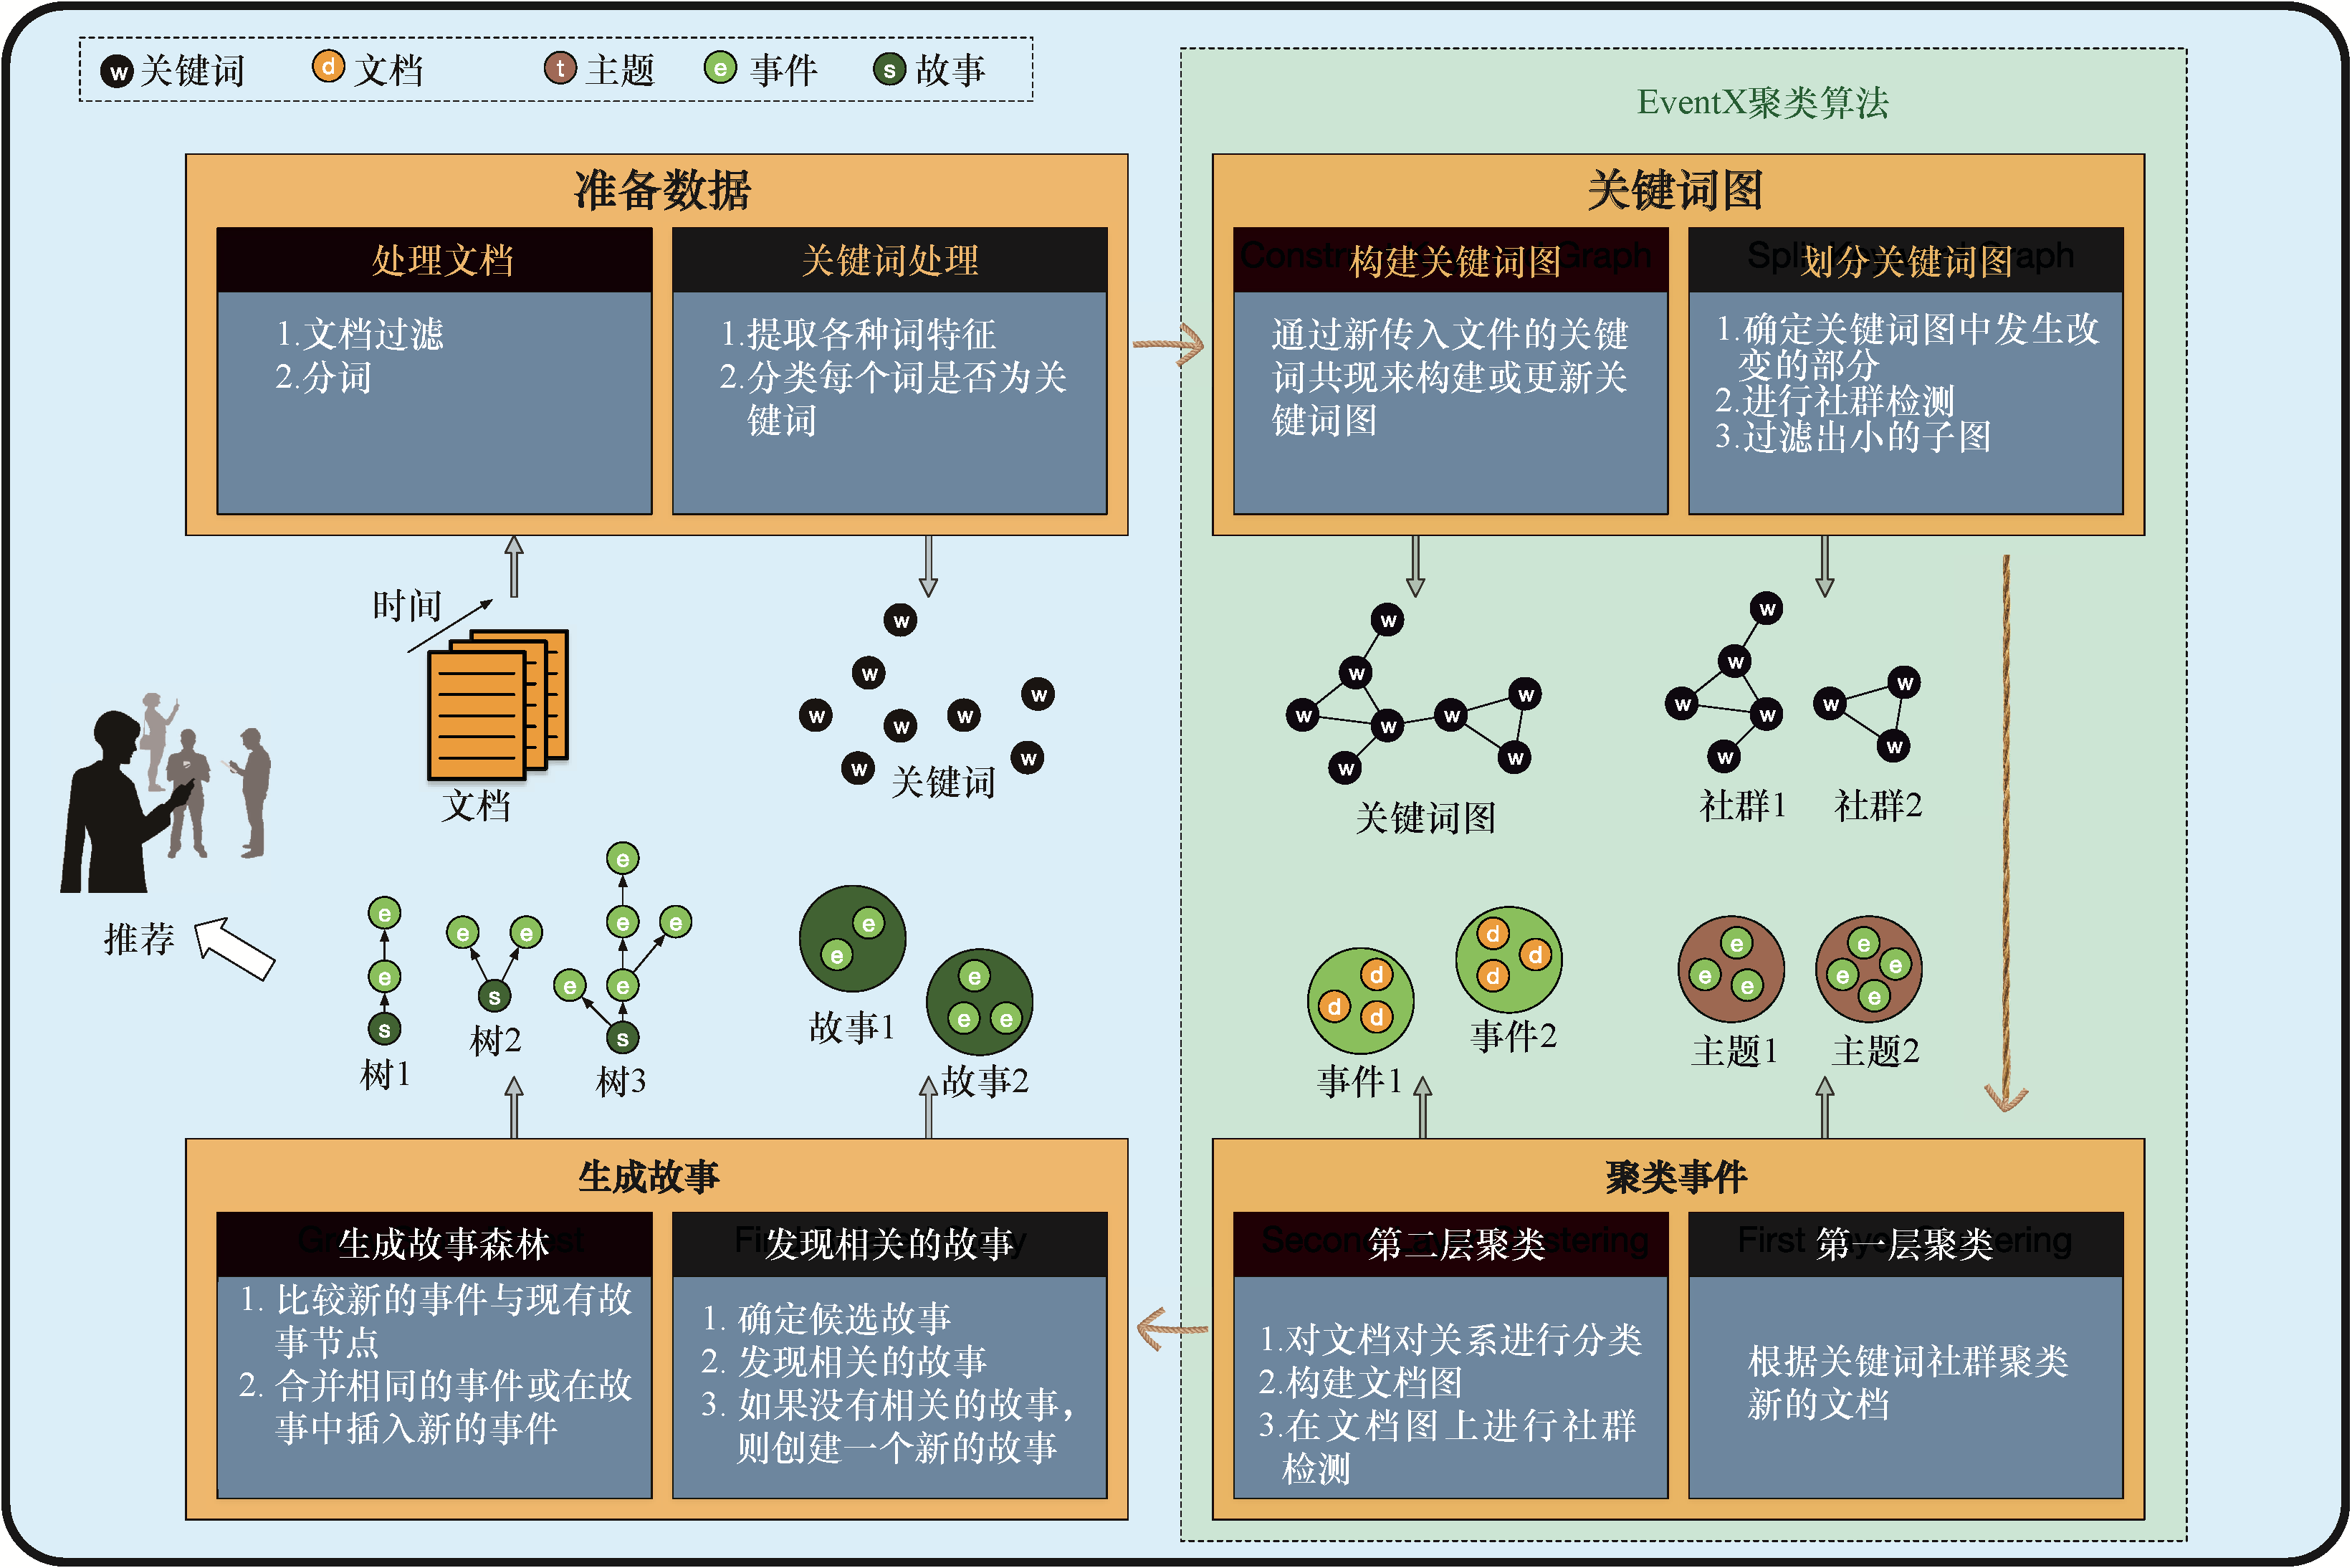 w 关键词 d 文档 t 主题 e 事件 s 故事
EventX聚类算法
准备数据
处理文档
1.文档过滤
2.分词
关键词处理
1.提取各种词特征
2.分类每个词是否为关
键词
关键词图
构建关键词图
通过新传入文件的关键
词共现来构建或更新关
键词图
划分关键词图
1.确定关键词图中发生改
变的部分
2.进行社群检测
3.过滤出小的子图
时间
文档
w
w
w
w
w
w
w
w
关键词
w
w
w
w
w
w
w
w
关键词图
w
w
w
w
w
社群1
w
w
w
社群2
推荐
e
e
s
树1
e
e
s
树2
e
e
e
e
e
s
树3
e
e
故事1
e
e
e
故事2
d
d
d
事件1
d
d
d
事件2
e
e
e
主题1
e
e
e
e
主题2
生成故事
生成故事森林
1. 比较新的事件与现有故
事节点
2. 合并相同的事件或在故
事中插入新的事件
发现相关的故事
1. 确定候选故事
2. 发现相关的故事
3. 如果没有相关的故事，
则创建一个新的故事
聚类事件
第二层聚类
1.对文档对关系进行分类
2.构建文档图
3.在文档图上进行社群
检测
第一层聚类
根据关键词社群聚类
新的文档